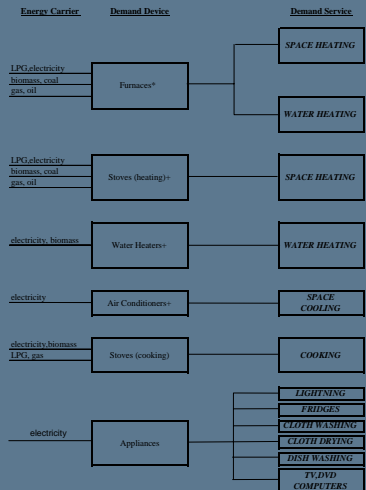 Energy Carrier Demand Device Demand Service
SPACE HEATING
LPG,electricity
biomass, coal
gas, oil
Furnaces*
WATER HEATING
LPG,electricity
biomass, coal
gas, oil
Stoves (heating)+
SPACE HEATING
electricity, biomass
Water Heaters+
WATER HEATING
electricity
Air Conditioners+
SPACE
COOLING
electricity,biomass
LPG, gas
Stoves (cooking)
COOKING
LIGHTNING
FRIDGES
CLOTH WASHING
electricity
Appliances
CLOTH DRYING
DISH WASHING
TV,DVD
COMPUTERS